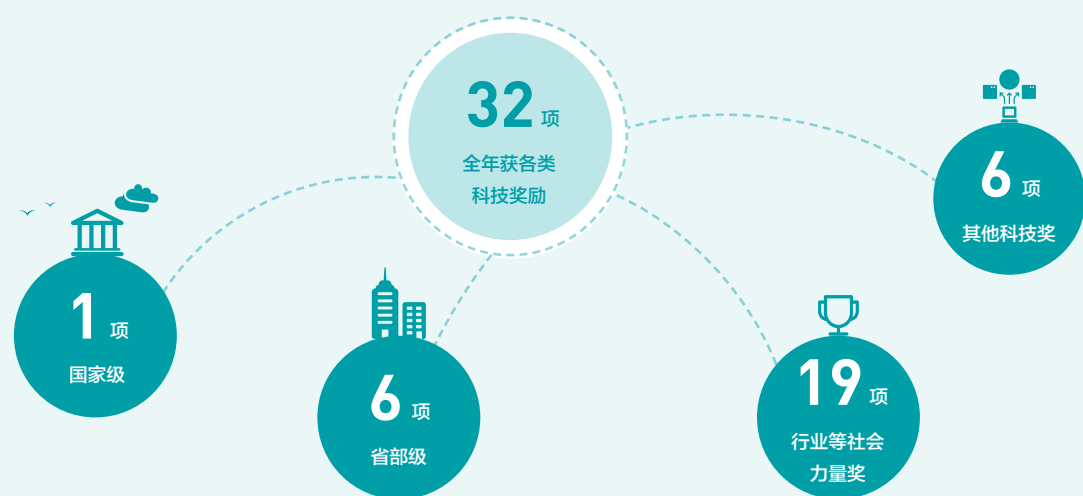 32 项
全年获各类
科技奖励
1 项
国家级
6 项
省部级
19 项
行业等社会
力量奖
6 项
其他科技奖